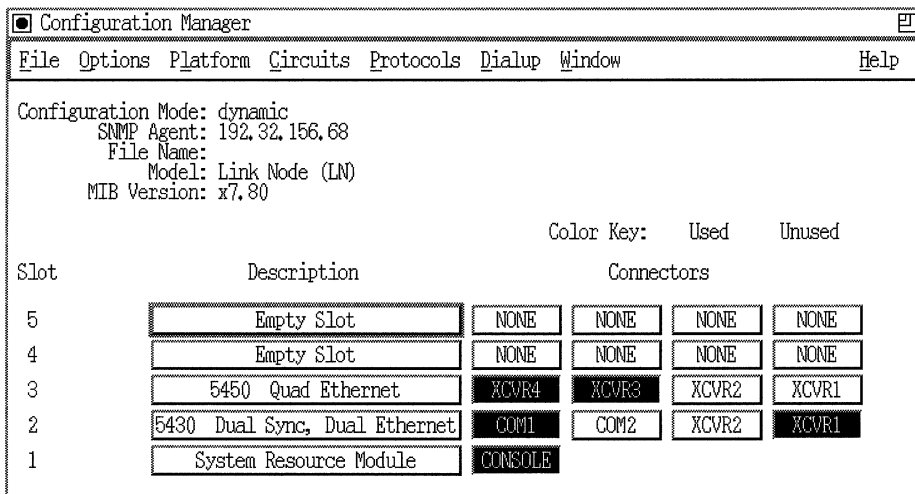 Configuration Manager
File Options Platform Circuits Protocols Dialup Window Help
Configuration Mode: dynamic
SNMP Agent: 192.32.156.68
File Name:
Model: Link Node (LN)
MIB Version: x7.80
Color Key: Used Unused
Slot Description Connectors
5 Empty Slot NONE NONE NONE NONE
4 Empty Slot NONE NONE NONE NONE
3 5450 Quad Ethernet XCVR4 XCVR3 XCVR2 XCVR1
2 5430 Dual Sync, Dual Ethernet COM1 COM2 XCVR2 XCVR1
1 System Resource Module CONSOLE